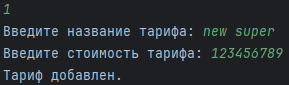 1
Введите название тарифа: new super
Введите стоимость тарифа: 123456789
Тариф добавлен.